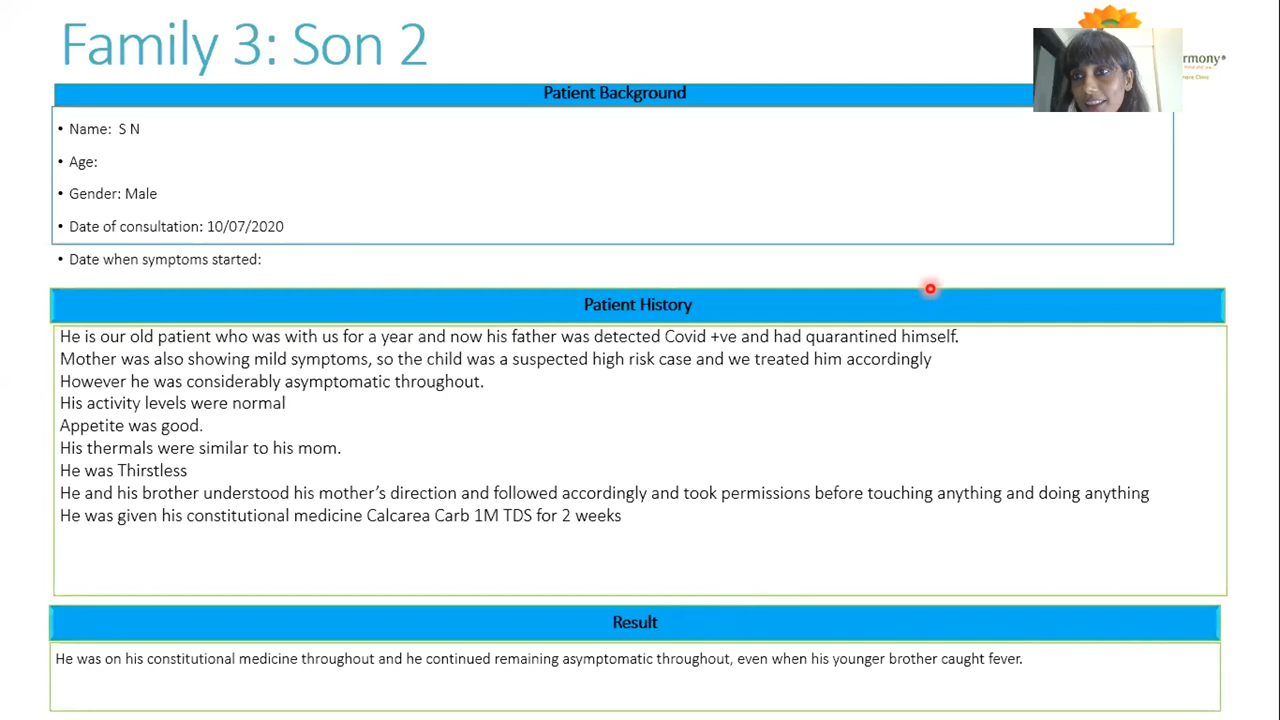 Family 3: Son 2
rmony®
Patient Background
• Name: S N
• Age:
• Gender: Male
• Date of consultation: 10/07/2020
• Date when symptoms started:
Patient History
He is our old patient who was with us for a year and now his father was detected Covid +ve and had quarantined himself.
Mother was also showing mild symptoms, so the child was a suspected high risk case and we treated him accordingly
However he was considerably asymptomatic throughout.
His activity levels were normal
Appetite was good.
His thermals were similar to his mom.
He was Thirstless
He and his brother understood his mother's direction and followed accordingly and took permissions before touching anything and doing anything
He was given his constitutional medicine Calcarea Carb 1M TDS for 2 weeks
Result
He was on his constitutional medicine throughout and he continued remaining asymptomatic throughout, even when his younger brother caught fever.